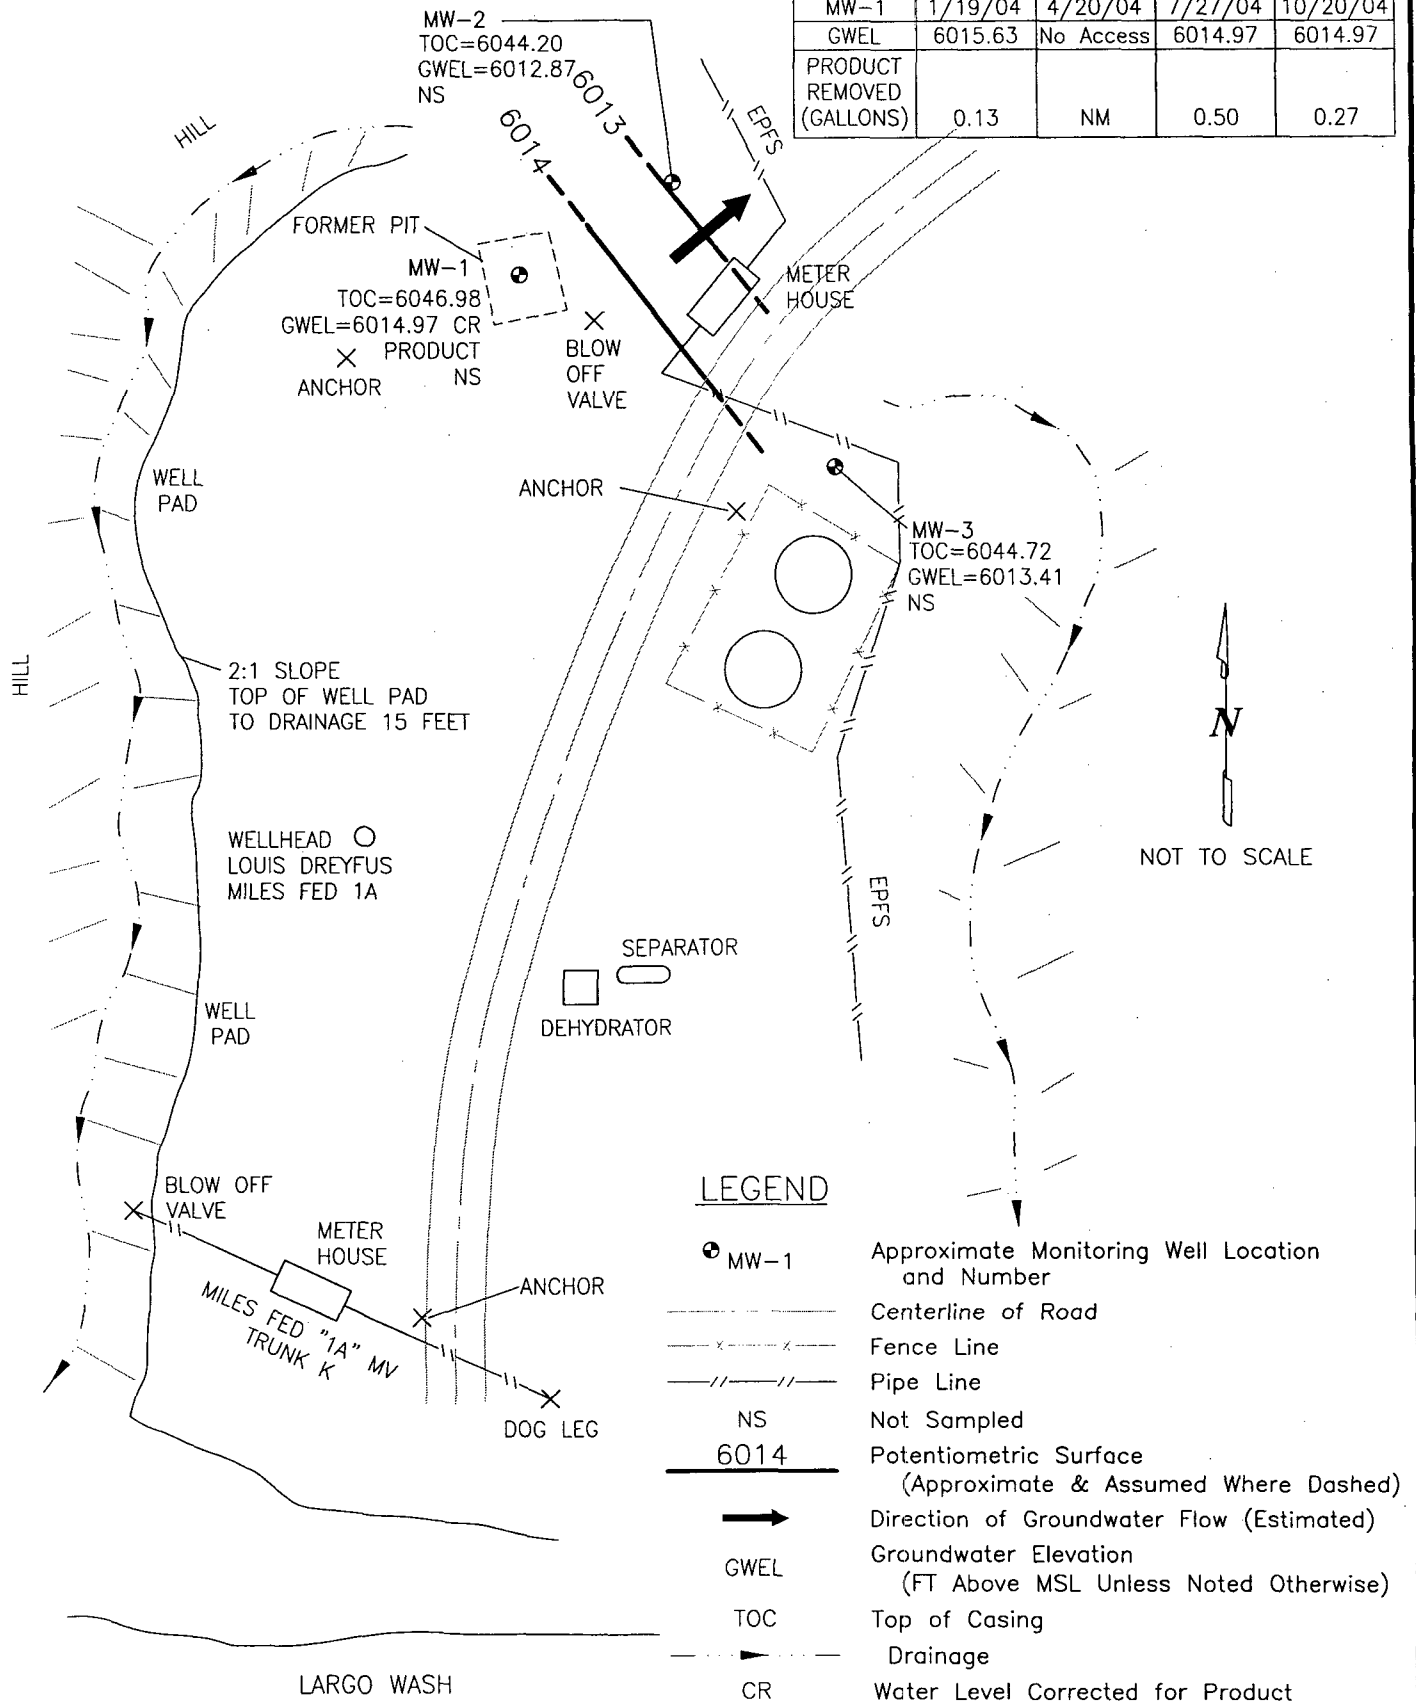 MW-1 1/19/04 4/20/04 7/27/04 10/20/04
GWEL 6015.63 No Access 6014.97 6014.97
PRODUCT
REMOVED
(GALLONS) 0.13 NM 0.50 0.27
MW-2
TOC=6044.20
GWEL=6012.87
NS
6013
6014
EPFS
HILL
FORMER PIT
MW-1
TOC=6046.98
GWEL=6014.97 CR
PRODUCT
NS
ANCHOR
BLOW
OFF
VALVE
METER
HOUSE
WELL
PAD
ANCHOR
MW-3
TOC=6044.72
GWEL=6013.41
NS
HILL
2:1 SLOPE
TOP OF WELL PAD
TO DRAINAGE 15 FEET
N
NOT TO SCALE
WELLHEAD
LOUIS DREYFUS
MILES FED 1A
EPFS
SEPARATOR
DEHYDRATOR
WELL
PAD
BLOW OFF
VALVE
METER
HOUSE
ANCHOR
MILES FED "1A" MV
TRUNK K
DOG LEG
LARGO WASH
LEGEND
MW-1 Approximate Monitoring Well Location
and Number
Centerline of Road
Fence Line
Pipe Line
NS Not Sampled
6014 Potentiometric Surface
(Approximate & Assumed Where Dashed)
Direction of Groundwater Flow (Estimated)
GWEL Groundwater Elevation
(FT Above MSL Unless Noted Otherwise)
TOC Top of Casing
Drainage
CR Water Level Corrected for Product